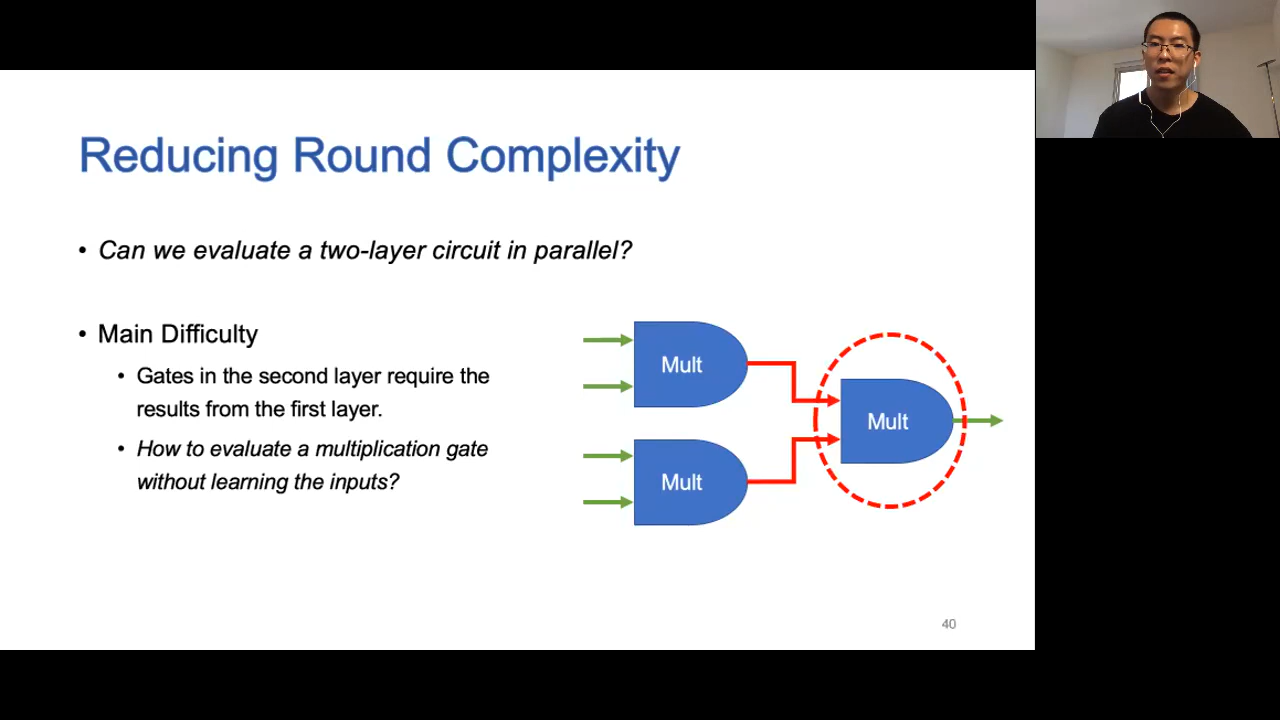 Reducing Round Complexity
• Can we evaluate a two-layer circuit in parallel?
• Main Difficulty
• Gates in the second layer require the
results from the first layer.
• How to evaluate a multiplication gate
without learning the inputs?
Mult
Mult
Mult
40